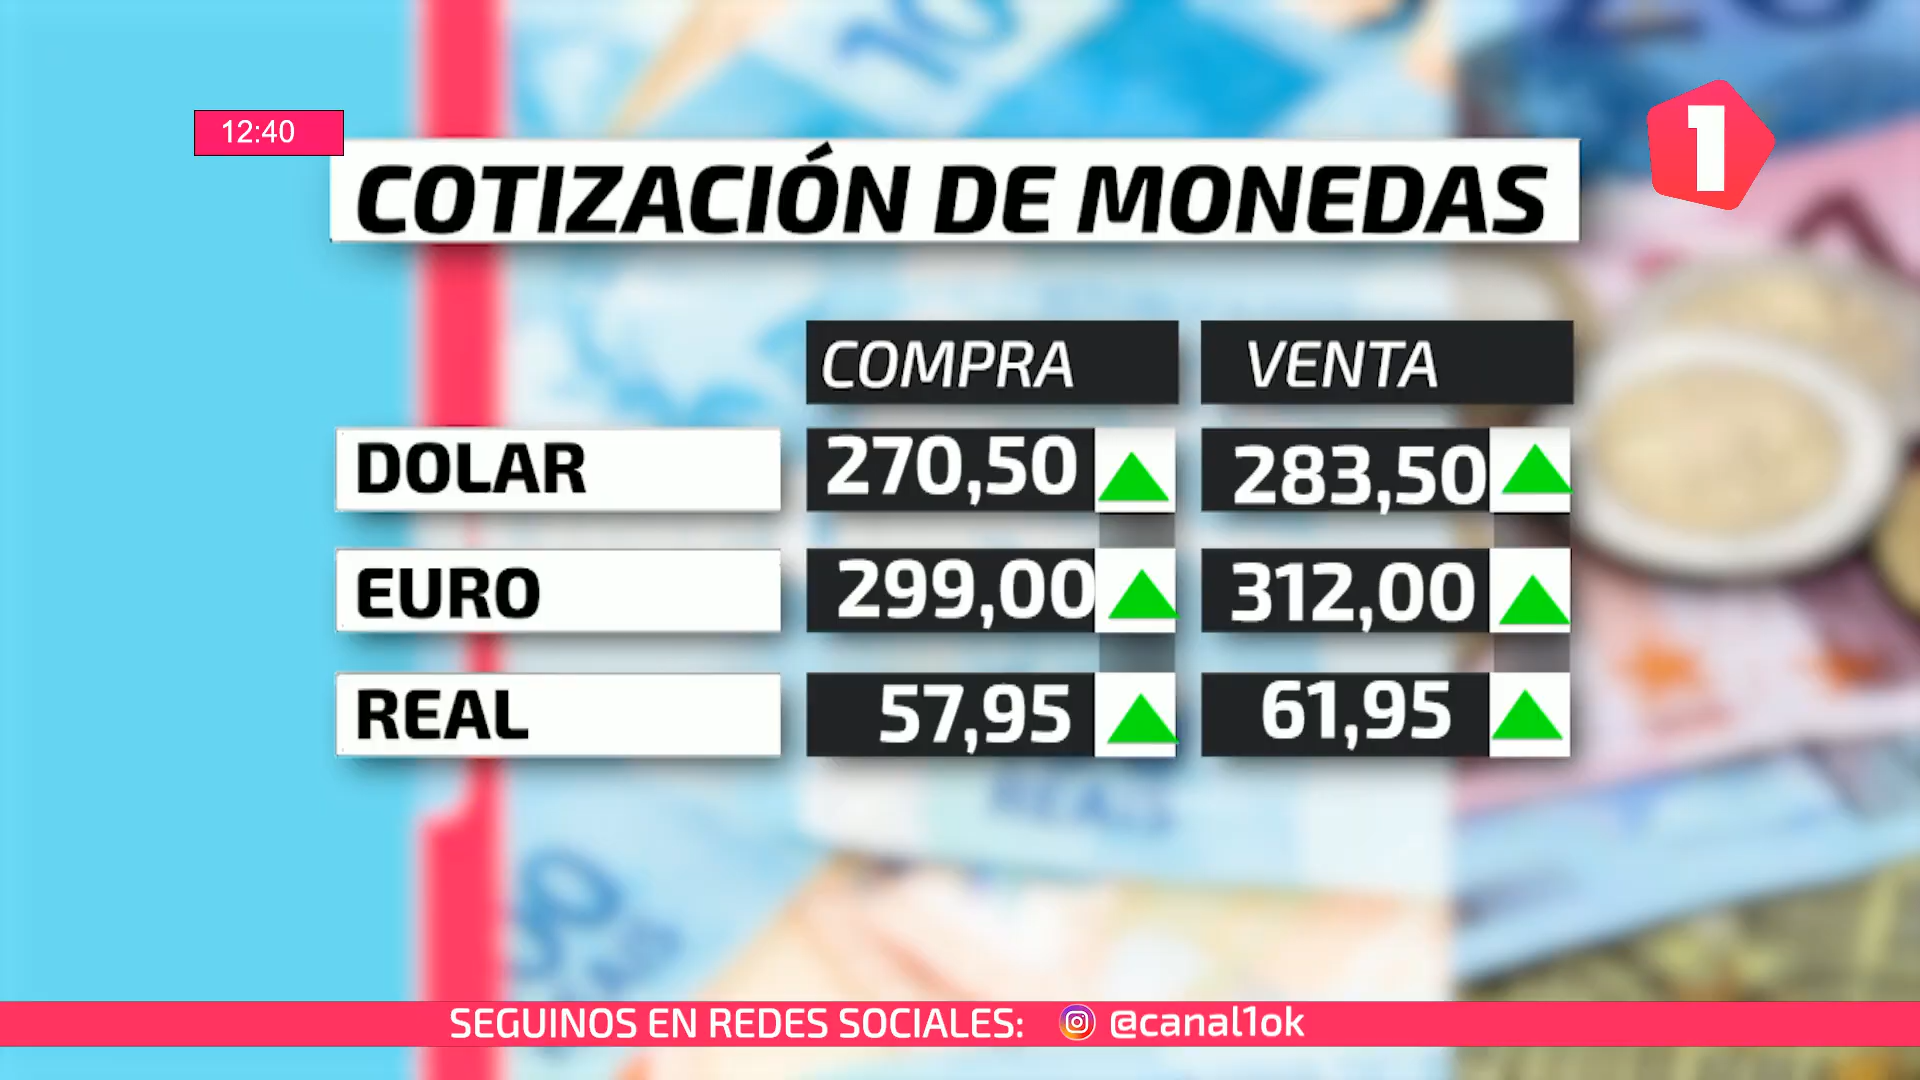 12:40
1
COTIZACIÓN DE MONEDAS
COMPRA VENTA
DOLAR 270,50 283,50
EURO 299,00 312,00
REAL 57,95 61,95
REAIS
SEGUINOS EN REDES SOCIALES: @canal1ok